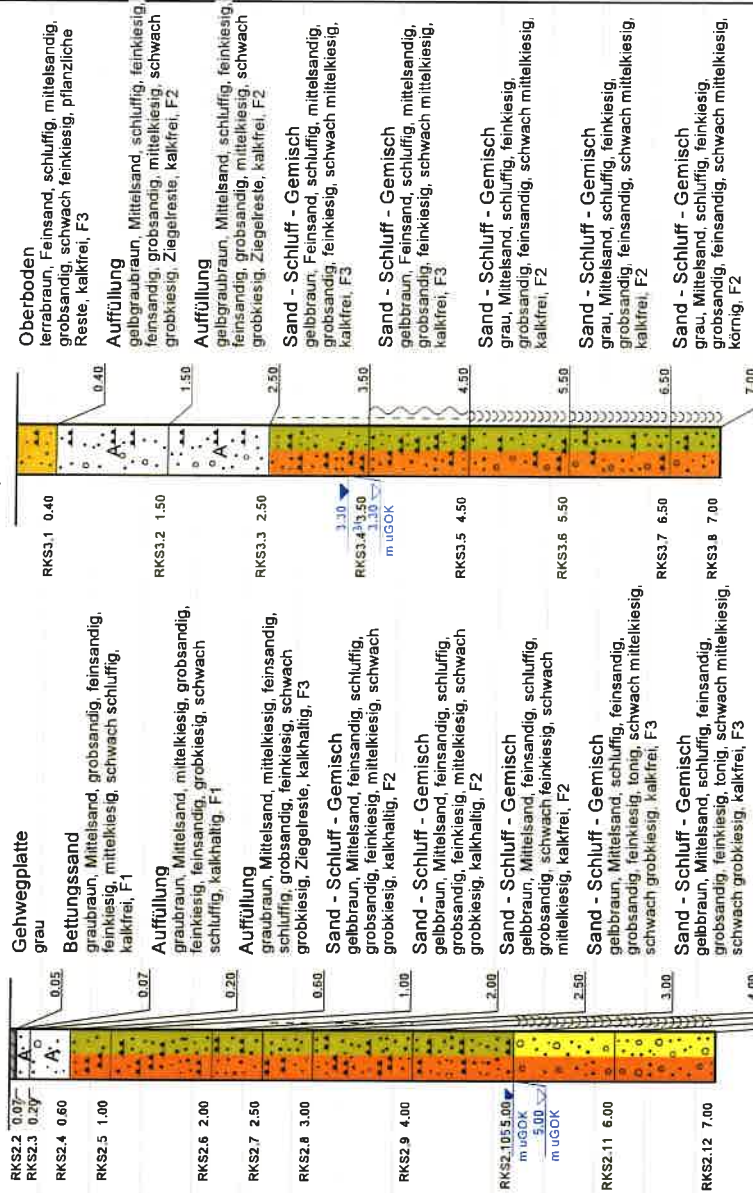 RKS2.2 0.07
RKS2.3 0.20
RKS2.4 0.60
RKS2.5 1.00
RKS2.6 2.00
RKS2.7 2.50
RKS2.8 3.00
RKS2.9 4.00
RKS2.10 5.00
m uGOK
5.00
m uGOK
RKS2.11 6.00
RKS2.12 7.00
A
A
0.05
0.07
0.20
0.60
1.00
2.00
2.50
3.00
4.00
Gehwegplatte
grau
Bettungssand
graubraun, Mittelsand, grobsandig, feinsandig,
feinkiesig, mittelkiesig, schwach schluffig,
kalkfrei, F1
Auffüllung
graubraun, Mittelsand, mittelkiesig, grobsandig,
feinkiesig, feinsandig, grobkiesig, schwach
schluffig, kalkhaltig, F1
Auffüllung
graubraun, Mittelsand, mittelkiesig, feinsandig,
schluffig, grobsandig, feinkiesig, schwach
grobkiesig, Ziegelreste, kalkhaltig, F3
Sand - Schluff - Gemisch
gelbbraun, Mittelsand, feinsandig, schluffig,
grobsandig, feinkiesig, mittelkiesig, schwach
grobkiesig, kalkhaltig, F2
Sand - Schluff - Gemisch
gelbbraun, Mittelsand, feinsandig, schluffig,
grobsandig, feinkiesig, mittelkiesig, schwach
grobkiesig, kalkhaltig, F2
Sand - Schluff - Gemisch
gelbbraun, Mittelsand, feinsandig, schluffig,
grobsandig, schwach feinkiesig, schwach
mittelkiesig, kalkfrei, F2
Sand - Schluff - Gemisch
gelbbraun, Mittelsand, schluffig, feinsandig,
grobsandig, feinkiesig, tonig, schwach mittelkiesig,
schwach grobkiesig, kalkfrei, F3
Sand - Schluff - Gemisch
gelbbraun, Mittelsand, schluffig, feinsandig,
grobsandig, feinkiesig, tonig, schwach mittelkiesig,
schwach grobkiesig, kalkfrei, F3
RKS3.1 0.40
RKS3.2 1.50
RKS3.3 2.50
3.30
RKS3.4 3.50
3.30
m uGOK
RKS3.5 4.50
RKS3.6 5.50
RKS3.7 6.50
RKS3.8 7.00
A
A
0.40
1.50
2.50
3.50
4.50
5.50
6.50
7.00
Oberboden
terrabraun, Feinsand, schluffig, mittelsandig,
grobsandig, schwach feinkiesig, pflanzliche
Reste, kalkfrei, F3
Auffüllung
gelbgraubraun, Mittelsand, schluffig, feinkiesig,
feinsandig, grobsandig, mittelkiesig, schwach
grobkiesig, Ziegelreste, kalkfrei, F2
Auffüllung
gelbgraubraun, Mittelsand, schluffig, feinkiesig,
feinsandig, grobsandig, mittelkiesig, schwach
grobkiesig, Ziegelreste, kalkfrei, F2
Sand - Schluff - Gemisch
gelbbraun, Feinsand, schluffig, mittelsandig,
grobsandig, feinkiesig, schwach mittelkiesig,
kalkfrei, F3
Sand - Schluff - Gemisch
gelbbraun, Feinsand, schluffig, mittelsandig,
grobsandig, feinkiesig, schwach mittelkiesig,
kalkfrei, F3
Sand - Schluff - Gemisch
grau, Mittelsand, schluffig, feinkiesig,
grobsandig, feinsandig, schwach mittelkiesig,
kalkfrei, F2
Sand - Schluff - Gemisch
grau, Mittelsand, schluffig, feinkiesig,
grobsandig, feinsandig, schwach mittelkiesig,
kalkfrei, F2
Sand - Schluff - Gemisch
grau, Mittelsand, schluffig, feinkiesig,
grobsandig, feinsandig, schwach mittelkiesig,
körnig, F2